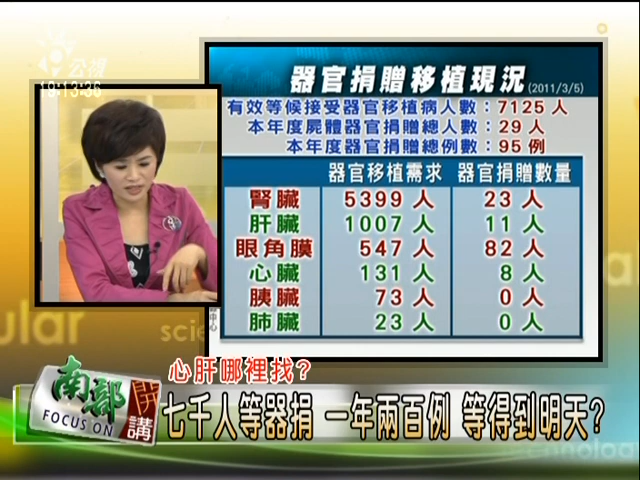 公視
19:13:36
器官捐贈移植現況(2011/3/5)
有效等候接受器官移植病人數:7125 人
本年度屍體器官捐贈總人數:29 人
本年度器官捐贈總例數:95 例
器官移植需求 器官捐贈數量
腎臟 5399 人 23 人
肝臟 1007 人 11 人
眼角膜 547 人 82 人
心臟 131 人 8 人
胰臟 73 人 0 人
肺臟 23 人 0 人
心肝哪裡找?
南部開講
FOCUS ON
七千人等器捐 一年兩百例 等得到明天?